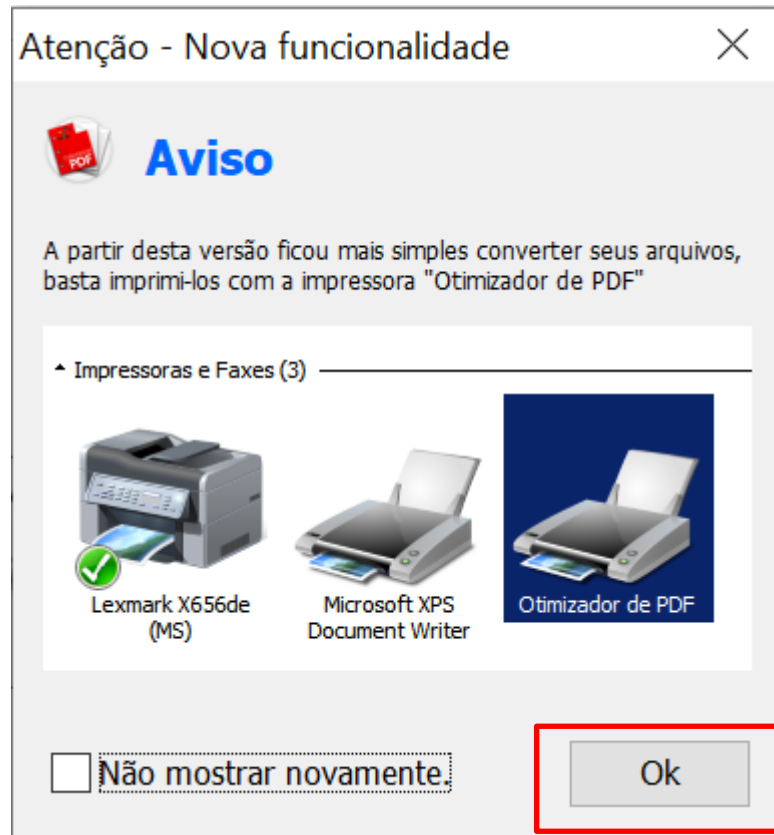 Atenção - Nova funcionalidade
PDF
Aviso
A partir desta versão ficou mais simples converter seus arquivos,
basta imprimi-los com a impressora "Otimizador de PDF"
Impressoras e Faxes (3)
Lexmark X656de
(MS)
Microsoft XPS
Document Writer
Otimizador de PDF
Não mostrar novamente.
Ok